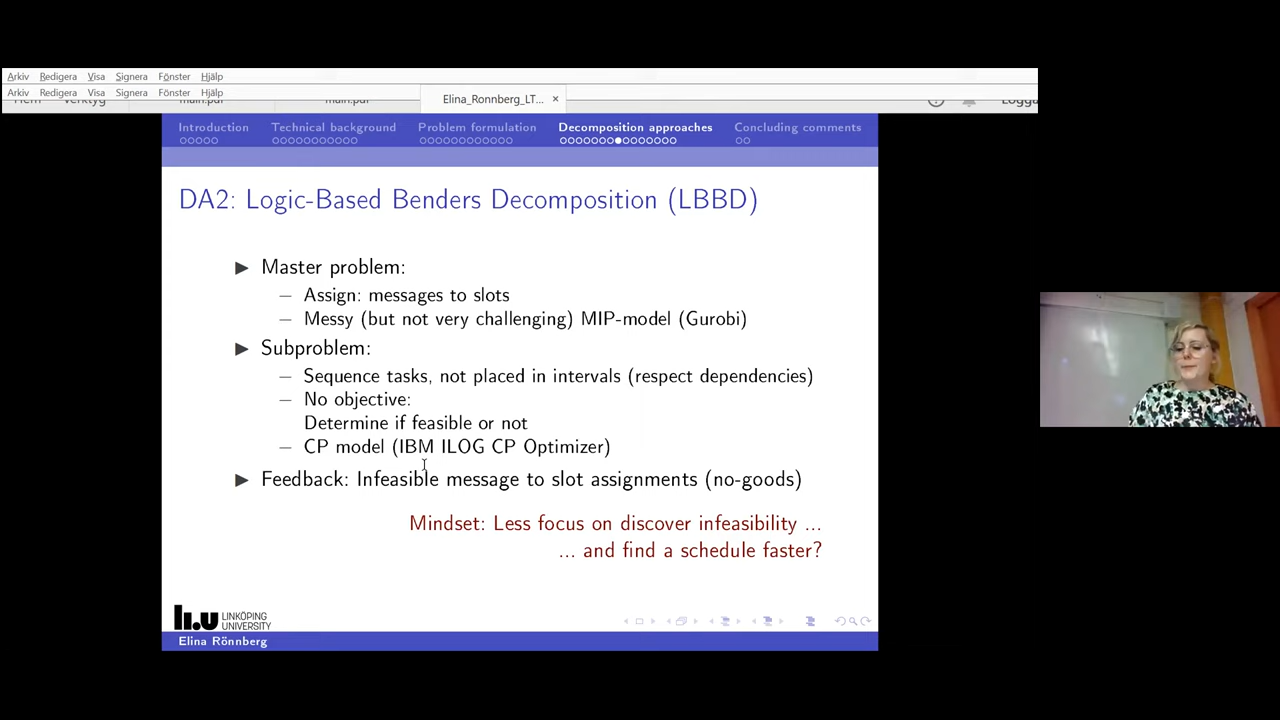 Arkiv Redigera Visa Signera Fönster Hjälp
Arkiv Redigera Visa Signera Fönster Hjälp
Hem Verktyg main.pdf main.pdf Elina_Ronnberg_LT... × Logga
Introduction Technical background Problem formulation Decomposition approaches Concluding comments
DA2: Logic-Based Benders Decomposition (LBBD)
▶ Master problem:
– Assign: messages to slots
– Messy (but not very challenging) MIP-model (Gurobi)
▶ Subproblem:
– Sequence tasks, not placed in intervals (respect dependencies)
– No objective:
Determine if feasible or not
– CP model (IBM ILOG CP Optimizer)
▶ Feedback: Infeasible message to slot assignments (no-goods)
Mindset: Less focus on discover infeasibility ...
... and find a schedule faster?
LI.U LINKÖPING
UNIVERSITY
Elina Rönnberg